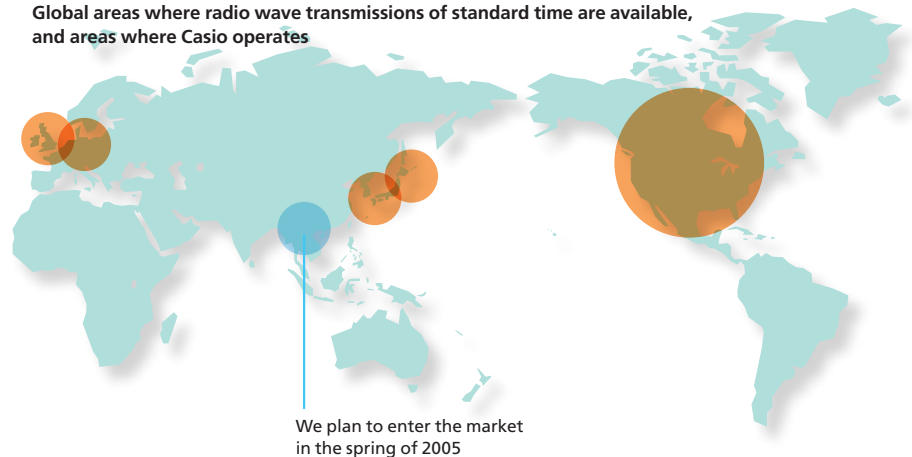 Global areas where radio wave transmissions of standard time are available,
and areas where Casio operates
We plan to enter the market
in the spring of 2005